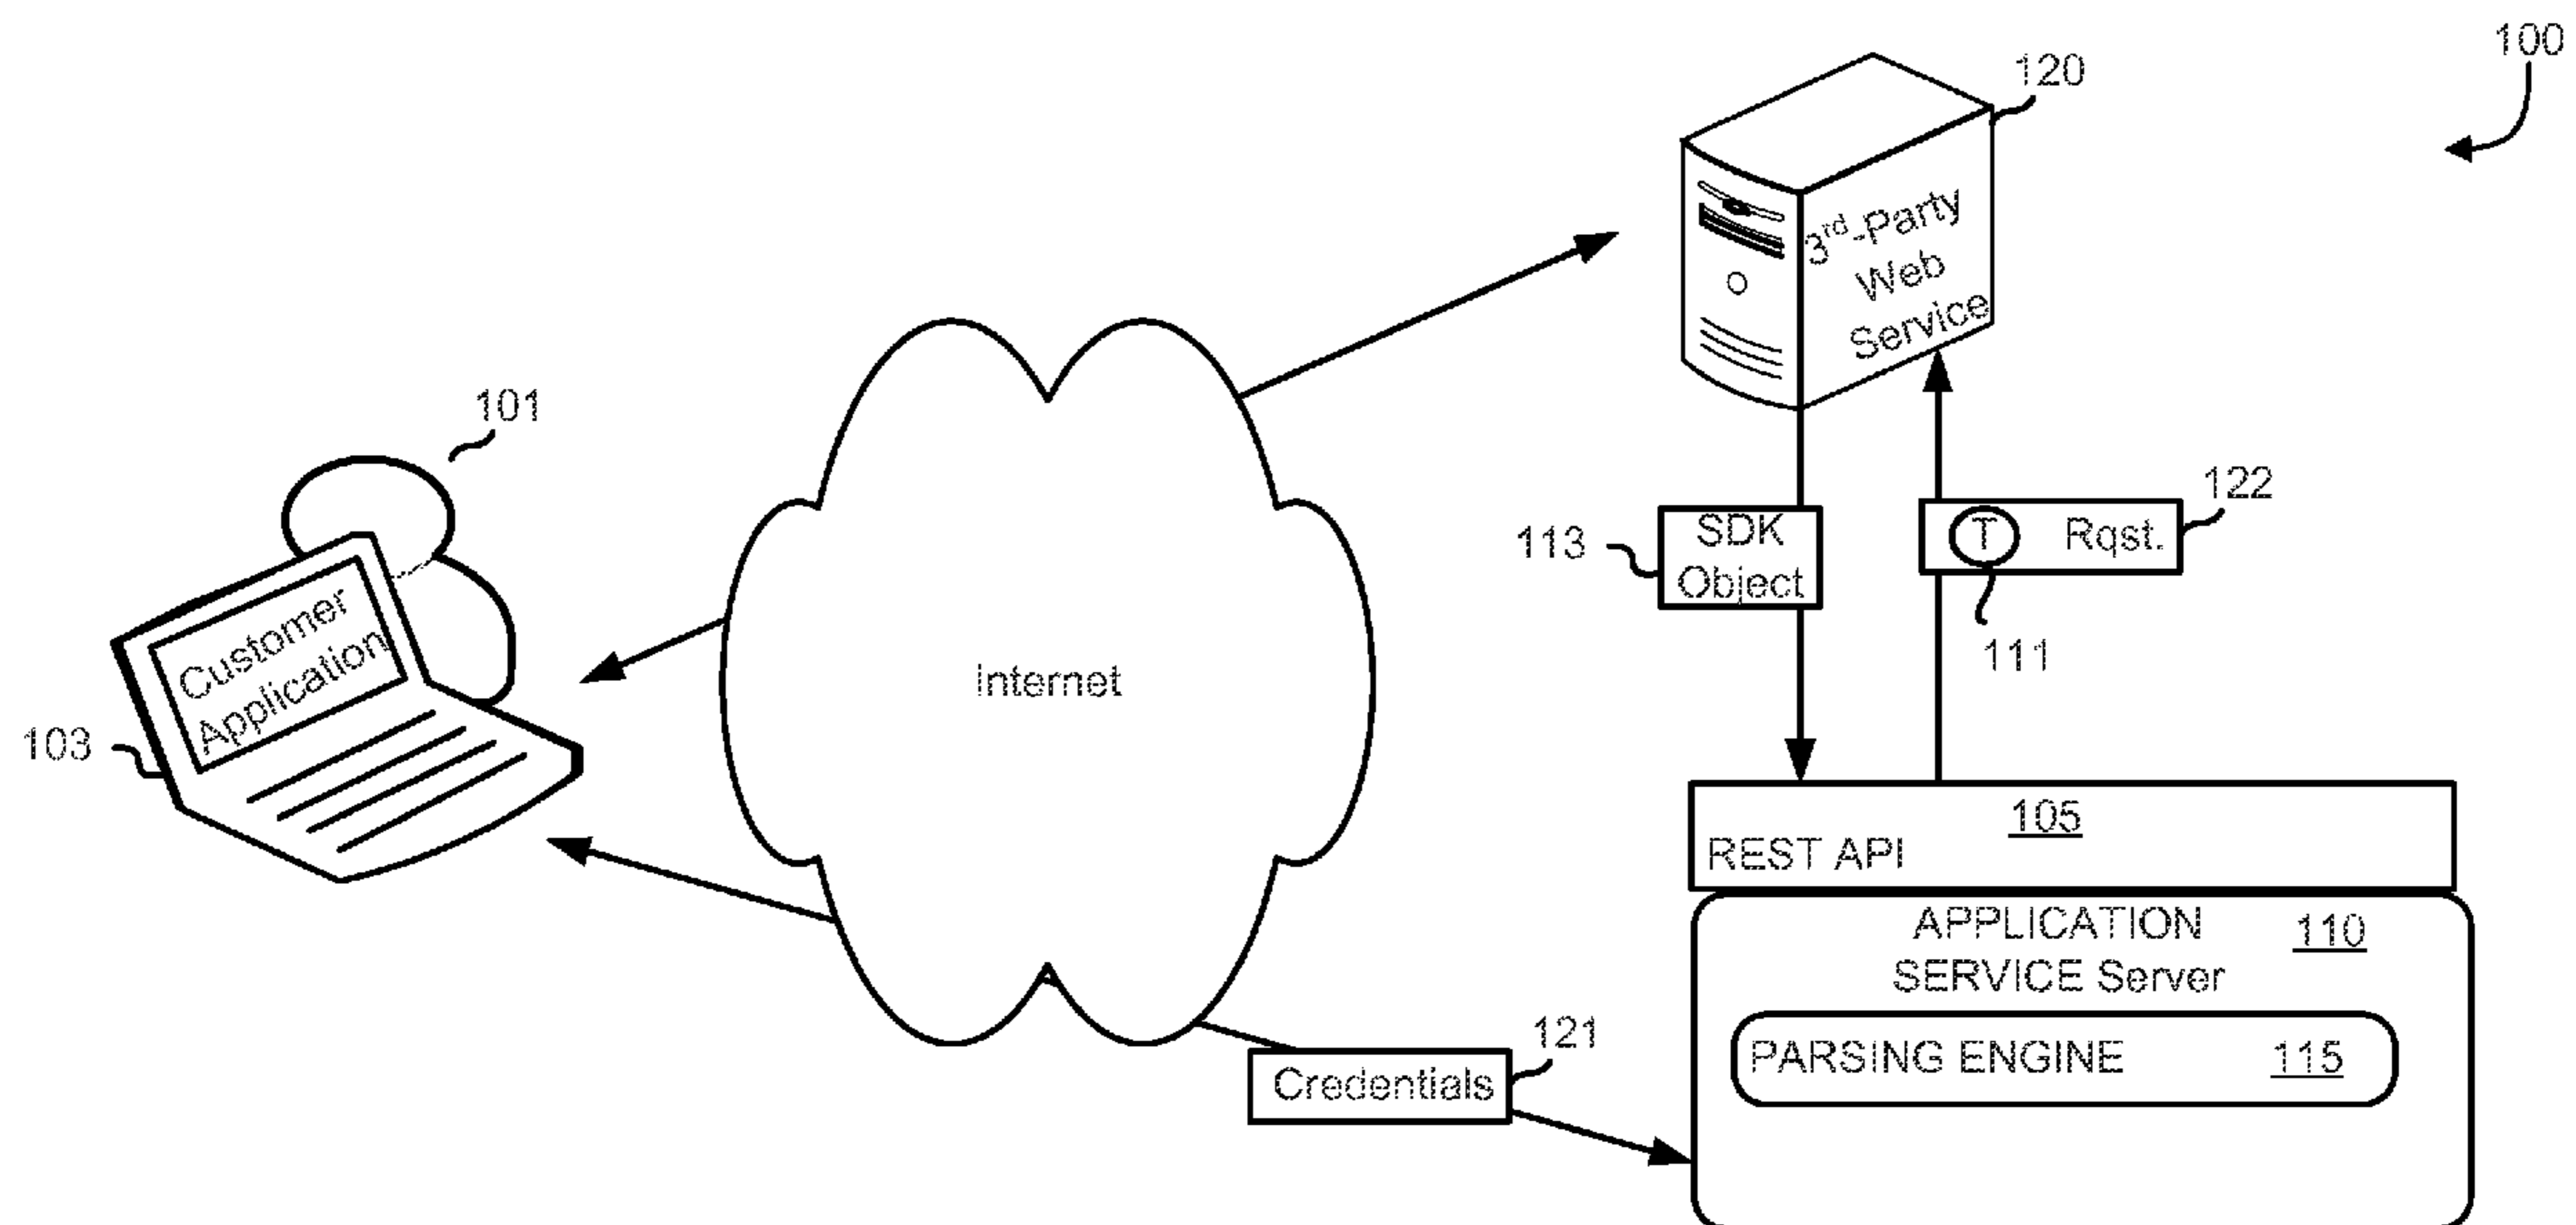 100
120
3rd-Party
Web
Service
101
113
SDK
Object
T
Rqst.
122
111
Customer
Application
103
Internet
105
REST API
APPLICATION
SERVICE Server
110
PARSING ENGINE
115
121
Credentials